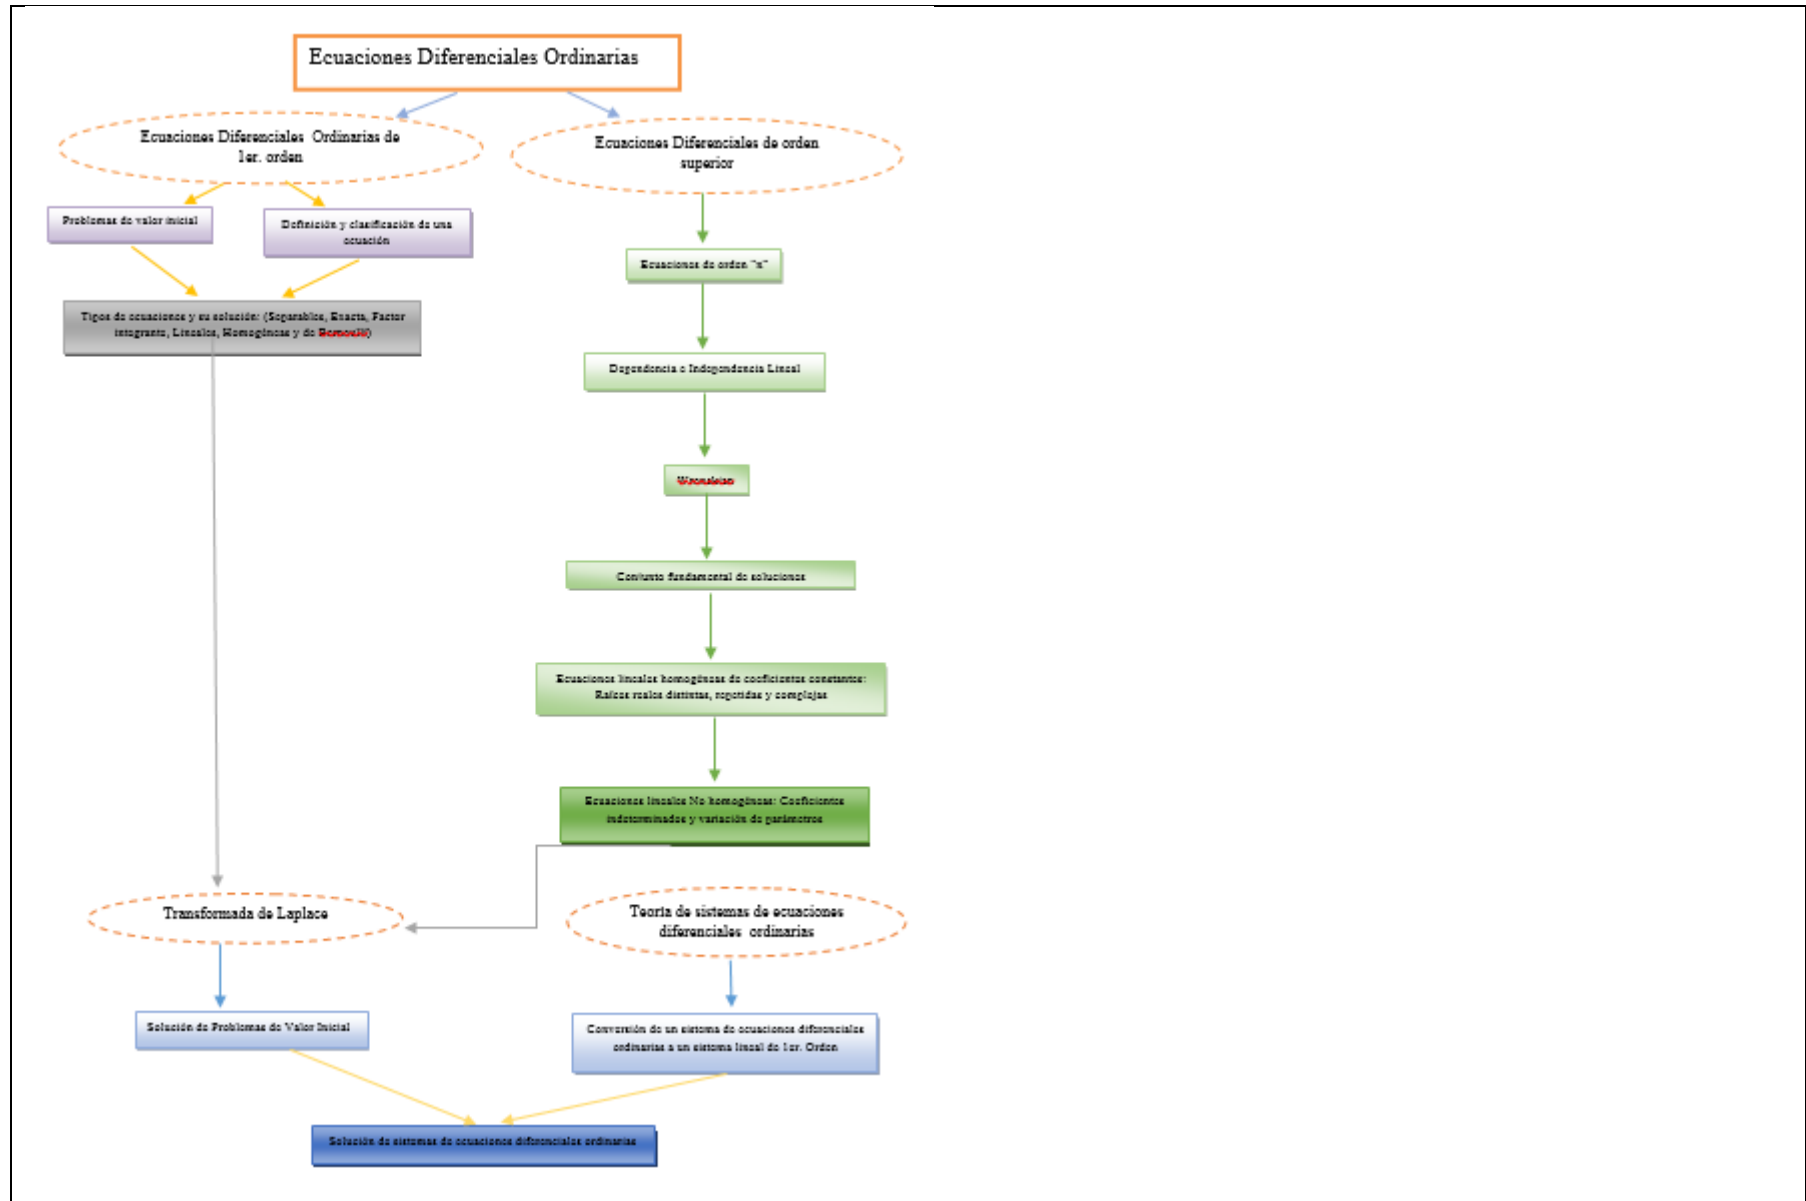 Ecuaciones Diferenciales Ordinarias
Ecuaciones Diferenciales Ordinarias de
1er. orden
Ecuaciones Diferenciales de orden
superior
Problemas de valor inicial
Definición y clasificación de una
ecuación
Ecuaciones de orden "n"
Tipos de ecuaciones y su solución: (Separables, Exacta, Factor
integrante, Lineales, Homogéneas y de Bernoulli)
Dependencia e Independencia Lineal
Wronskian
Conjunto fundamental de soluciones
Ecuaciones lineales homogéneas de coeficientes constantes:
Raíces reales distintas, repetidas y complejas
Ecuaciones lineales No homogéneas: Coeficientes
indeterminados y variación de parámetros
Transformada de Laplace
Teoría de sistemas de ecuaciones
diferenciales ordinarias
Solución de Problemas de Valor Inicial
Conversión de un sistema de ecuaciones diferenciales
ordinarias a un sistema lineal de 1er. Orden
Solución de sistemas de ecuaciones diferenciales ordinarias